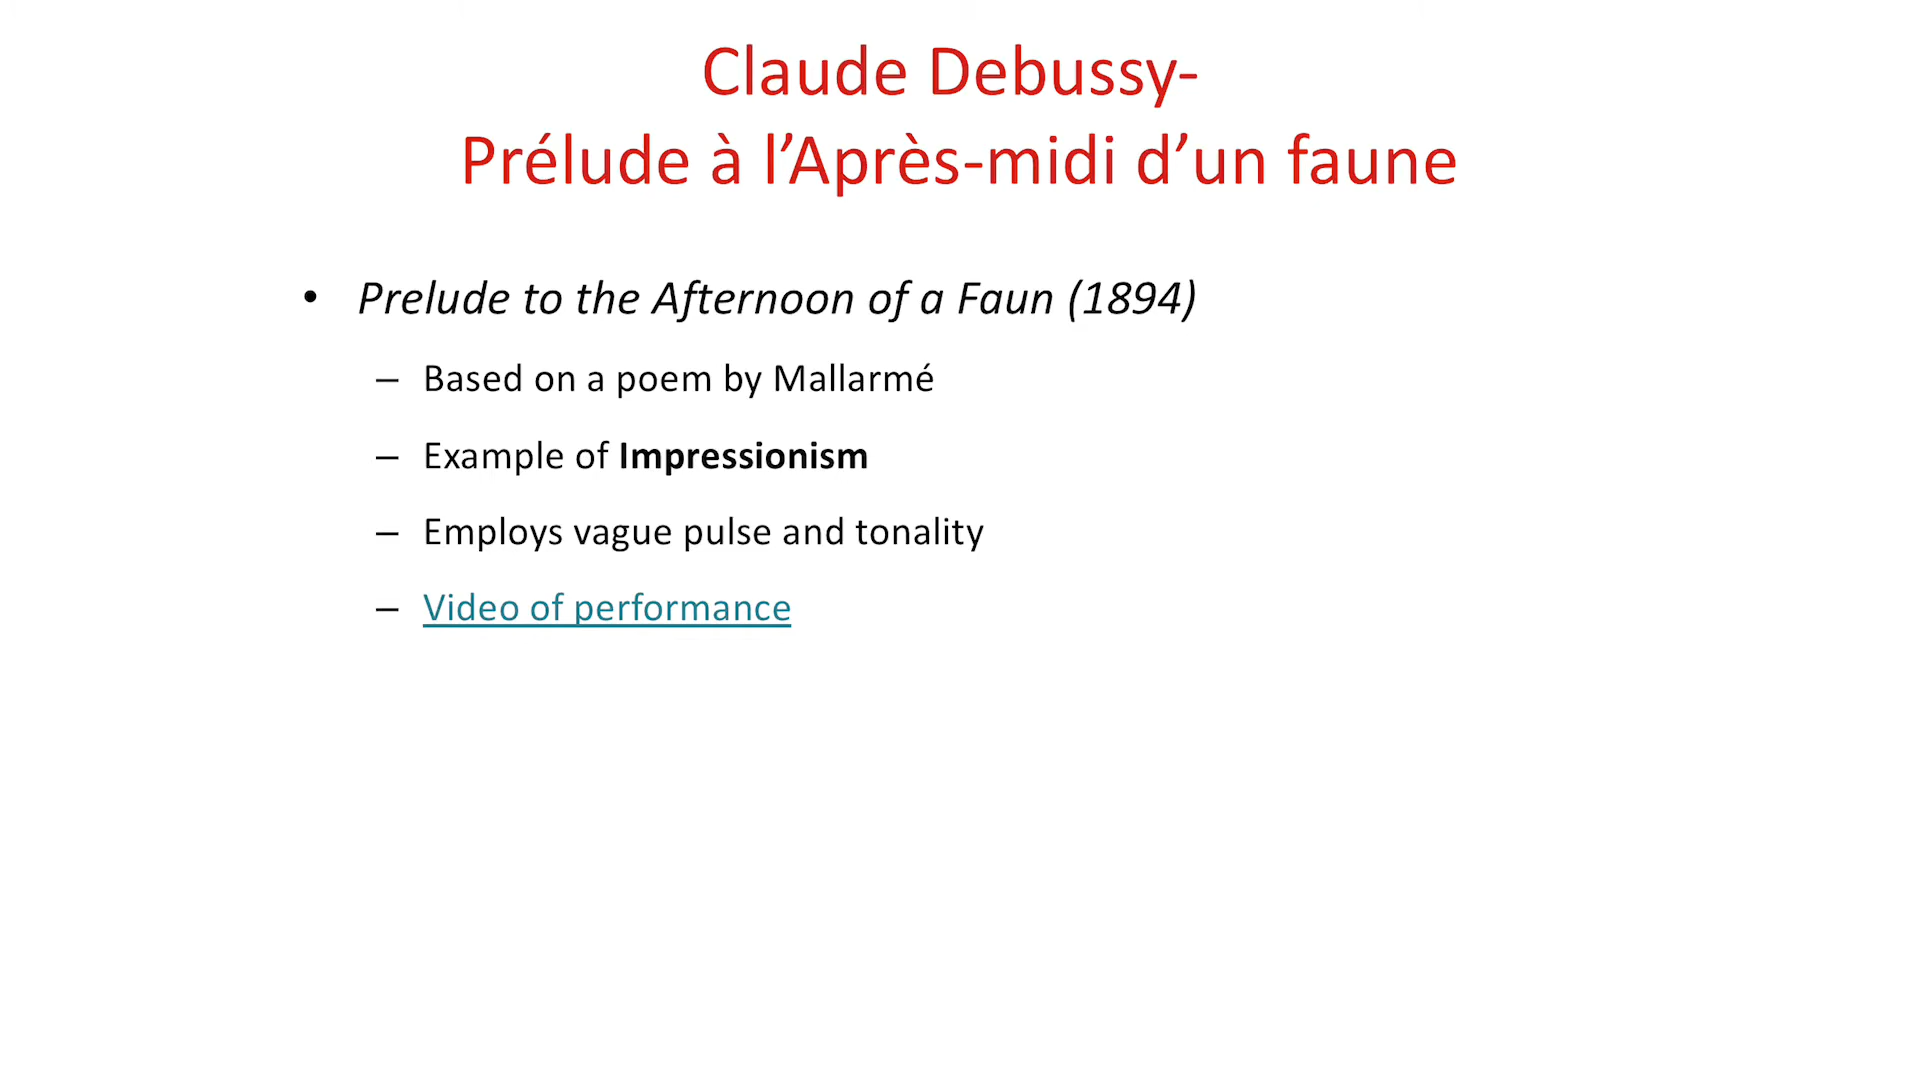 Claude Debussy-
Prélude à l’Après-midi d’un faune
• Prelude to the Afternoon of a Faun (1894)
– Based on a poem by Mallarmé
– Example of Impressionism
– Employs vague pulse and tonality
– Video of performance